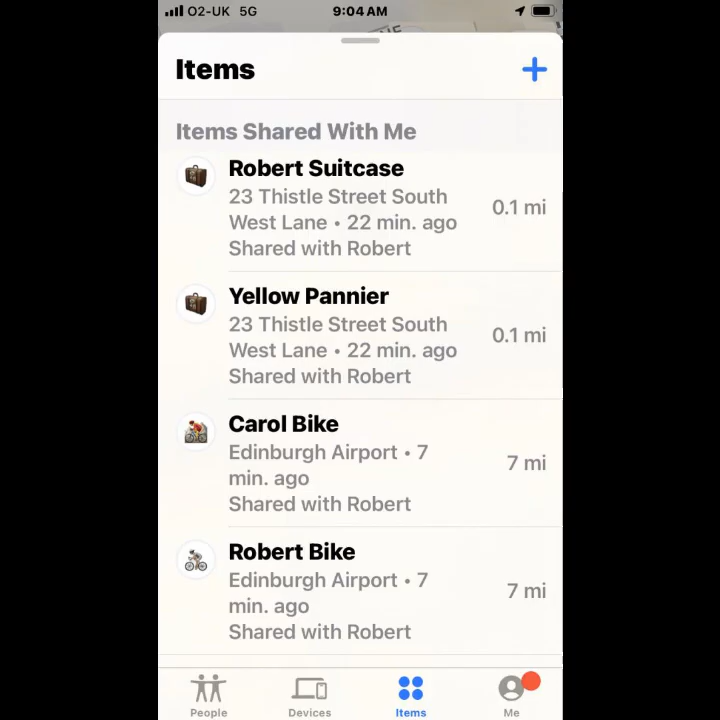 O2-UK 5G 9:04 AM
Items
Items Shared With Me
Robert Suitcase
23 Thistle Street South
West Lane • 22 min. ago
0.1 mi
Shared with Robert
Yellow Pannier
23 Thistle Street South
West Lane • 22 min. ago
0.1 mi
Shared with Robert
Carol Bike
Edinburgh Airport • 7
min. ago
7 mi
Shared with Robert
Robert Bike
Edinburgh Airport • 7
min. ago
7 mi
Shared with Robert
People Devices Items Me